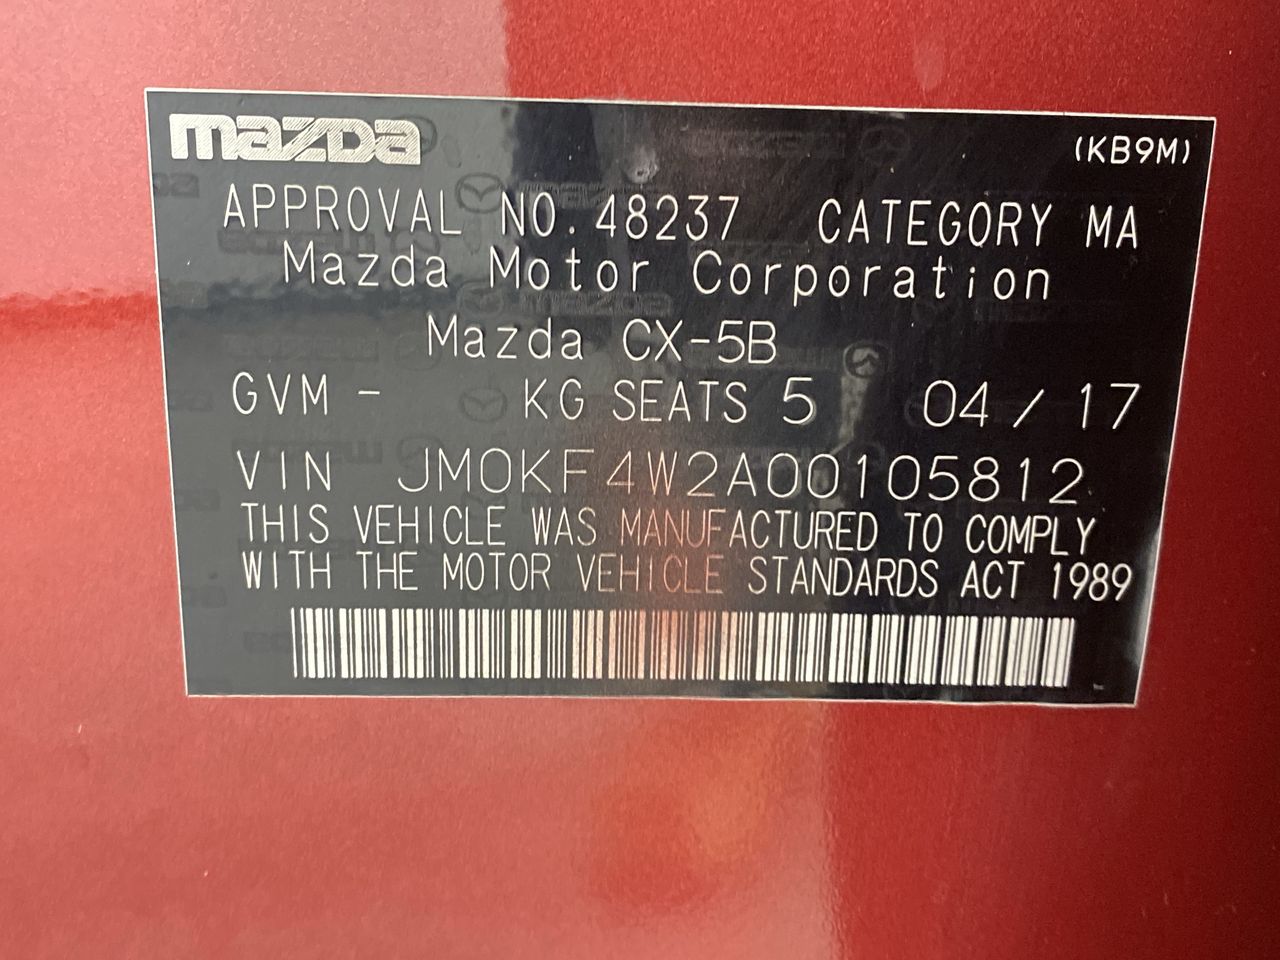 mazda
(KB9M)
APPROVAL NO. 48237 CATEGORY MA
Mazda Motor Corporation
Mazda CX-5B
GVM - KG SEATS 5 04 / 17
VIN JM0KF4W2A00105812
THIS VEHICLE WAS MANUFACTURED TO COMPLY
WITH THE MOTOR VEHICLE STANDARDS ACT 1989